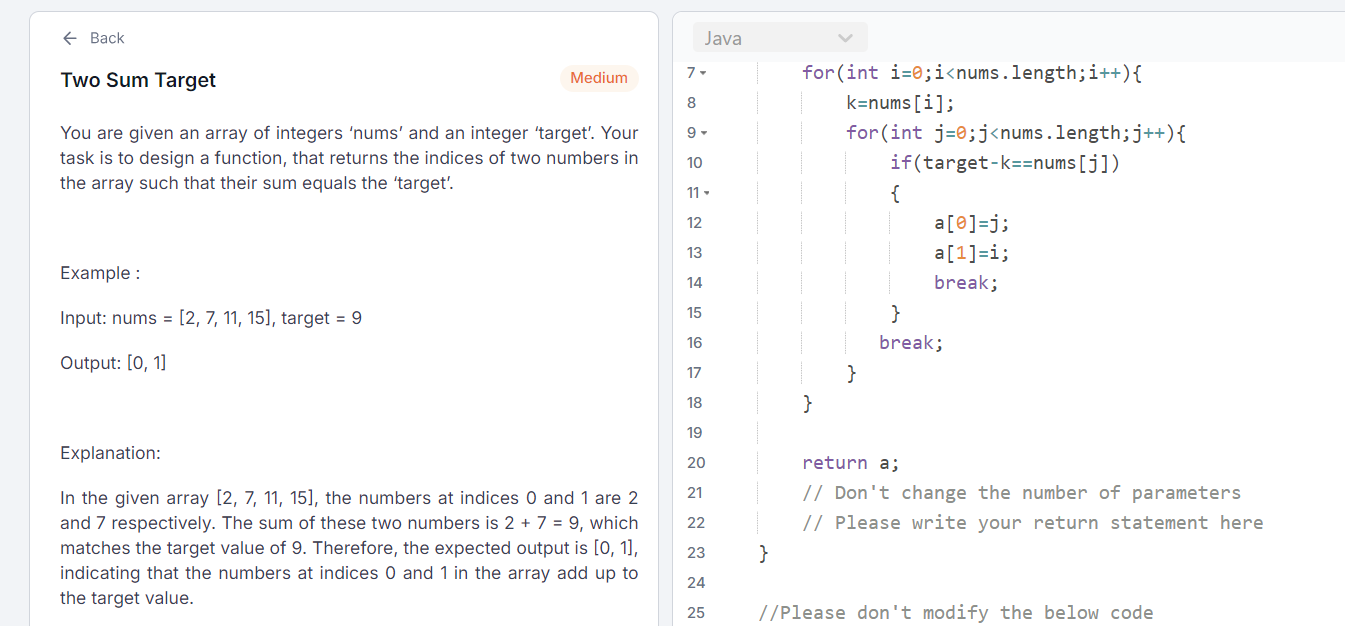 Back
Two Sum Target
Medium
You are given an array of integers ‘nums’ and an integer ‘target’. Your
task is to design a function, that returns the indices of two numbers in
the array such that their sum equals the ‘target’.
Example :
Input: nums = [2, 7, 11, 15], target = 9
Output: [0, 1]
Explanation:
In the given array [2, 7, 11, 15], the numbers at indices 0 and 1 are 2
and 7 respectively. The sum of these two numbers is 2 + 7 = 9, which
matches the target value of 9. Therefore, the expected output is [0, 1],
indicating that the numbers at indices 0 and 1 in the array add up to
the target value.
Java
7 for(int i=0;i<nums.length;i++){
8 k=nums[i];
9 for(int j=0;j<nums.length;j++){
10 if(target-k==nums[j])
11 {
12 a[0]=j;
13 a[1]=i;
14 break;
15 }
16 break;
17 }
18 }
19
20 return a;
21 // Don't change the number of parameters
22 // Please write your return statement here
23 }
24
25 //Please don't modify the below code